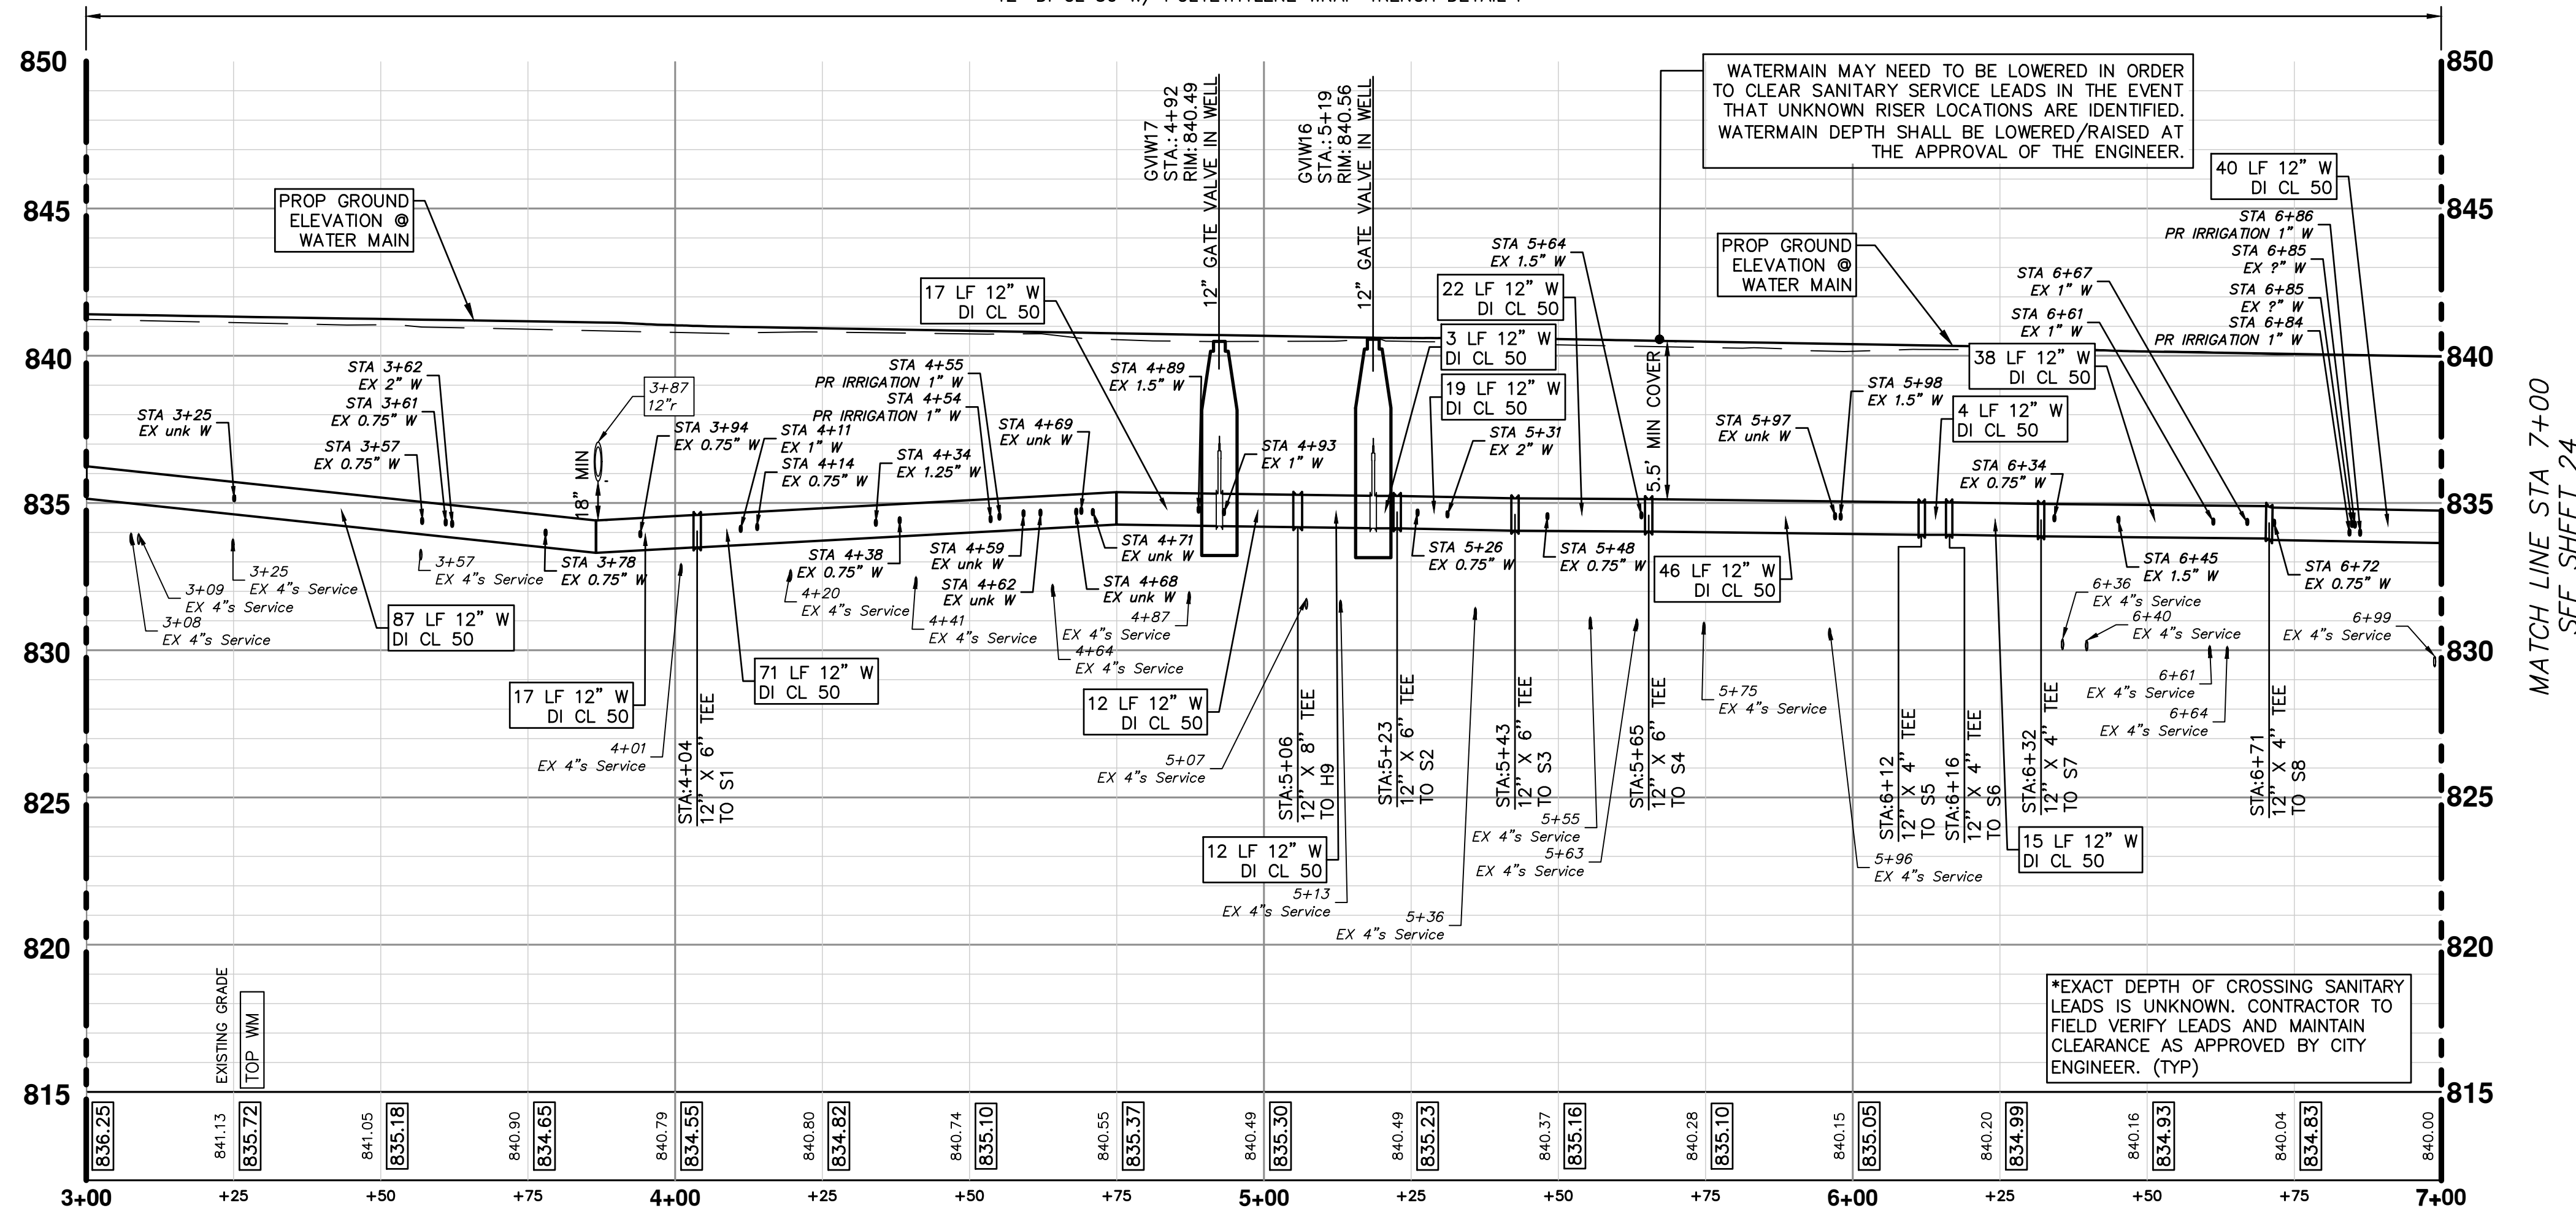 850
850
WATERMAIN MAY NEED TO BE LOWERED IN ORDER
TO CLEAR SANITARY SERVICE LEADS IN THE EVENT
THAT UNKNOWN RISER LOCATIONS ARE IDENTIFIED.
WATERMAIN DEPTH SHALL BE LOWERED/RAISED AT
THE APPROVAL OF THE ENGINEER.
GVIW17
STA.: 4+92
RIM: 840.49
12" GATE VALVE IN WELL
GVIW16
STA.: 5+19
RIM: 840.56
12" GATE VALVE IN WELL
40 LF 12" W
DI CL 50
845
845
PROP GROUND
ELEVATION @
WATER MAIN
PROP GROUND
ELEVATION @
WATER MAIN
STA 6+86
PR IRRIGATION 1" W
STA 6+85
EX ?" W
STA 6+85
EX ?" W
STA 6+84
PR IRRIGATION 1" W
STA 5+64
EX 1.5" W
STA 6+67
EX 1" W
STA 6+61
EX 1" W
17 LF 12" W
DI CL 50
22 LF 12" W
DI CL 50
3 LF 12" W
DI CL 50
19 LF 12" W
DI CL 50
38 LF 12" W
DI CL 50
4 LF 12" W
DI CL 50
840
840
5.5' MIN COVER
STA 3+25
EX unk W
STA 3+62
EX 2" W
STA 3+61
EX 0.75" W
STA 3+57
EX 0.75" W
3+87
12"r
18" MIN
STA 3+94
EX 0.75" W
STA 4+11
EX 1" W
STA 4+14
EX 0.75" W
STA 4+34
EX 1.25" W
STA 4+55
PR IRRIGATION 1" W
STA 4+54
PR IRRIGATION 1" W
STA 4+69
EX unk W
STA 4+89
EX 1.5" W
STA 4+93
EX 1" W
STA 5+31
EX 2" W
STA 5+97
EX unk W
STA 5+98
EX 1.5" W
STA 6+34
0.75" W
835
835
3+09
EX 4"s Service
3+08
EX 4"s Service
3+25
EX 4"s Service
3+57
EX 4"s Service
STA 3+78
EX 0.75" W
4+20
EX 4"s Service
STA 4+38
EX 0.75" W
4+41
EX 4"s Service
STA 4+59
EX unk W
STA 4+62
EX unk W
STA 4+71
EX unk W
STA 4+68
EX unk W
4+87
EX 4"s Service
4+64
EX 4"s Service
STA 5+26
EX 0.75" W
STA 5+48
EX 0.75" W
46 LF 12" W
DI CL 50
STA 6+45
EX 1.5" W
STA 6+72
EX 0.75" W
6+36
EX 4"s Service
6+40
EX 4"s Service
6+99
EX 4"s Service
87 LF 12" W
DI CL 50
830
830
17 LF 12" W
DI CL 50
71 LF 12" W
DI CL 50
12 LF 12" W
DI CL 50
4+01
EX 4"s Service
5+07
EX 4"s Service
5+75
EX 4"s Service
6+61
EX 4"s Service
6+64
EX 4"s Service
STA:4+04
12" X 6" TEE
TO S1
STA:5+06
12" X 8" TEE
TO H9
STA:5+23
12" X 6" TEE
TO S2
STA:5+43
12" X 6" TEE
TO S3
STA:5+65
12" X 6" TEE
TO S4
STA:6+12
12" X 4" TEE
TO S5
STA:6+16
12" X 4" TEE
TO S6
STA:6+32
12" X 4" TEE
TO S7
STA:6+71
12" X 4" TEE
TO S8
825
825
12 LF 12" W
DI CL 50
5+13
EX 4"s Service
5+36
EX 4"s Service
5+55
EX 4"s Service
5+63
EX 4"s Service
5+96
EX 4"s Service
15 LF 12" W
DI CL 50
820
820
EXISTING GRADE
TOP WM
*EXACT DEPTH OF CROSSING SANITARY
LEADS IS UNKNOWN. CONTRACTOR TO
FIELD VERIFY LEADS AND MAINTAIN
CLEARANCE AS APPROVED BY CITY
ENGINEER. (TYP)
815
815
836.25
841.13
835.72
841.05
835.18
840.90
834.65
840.79
834.55
840.80
834.82
840.74
835.10
840.55
835.37
840.49
835.30
840.49
835.23
840.37
835.16
840.28
835.10
840.15
835.05
840.20
834.99
840.16
834.93
840.04
834.83
840.00
3+00 +25 +50 +75 4+00 +25 +50 +75 5+00 +25 +50 +75 6+00 +25 +50 +75 7+00
MATCH LINE STA 7+00
SEE SHEET 24